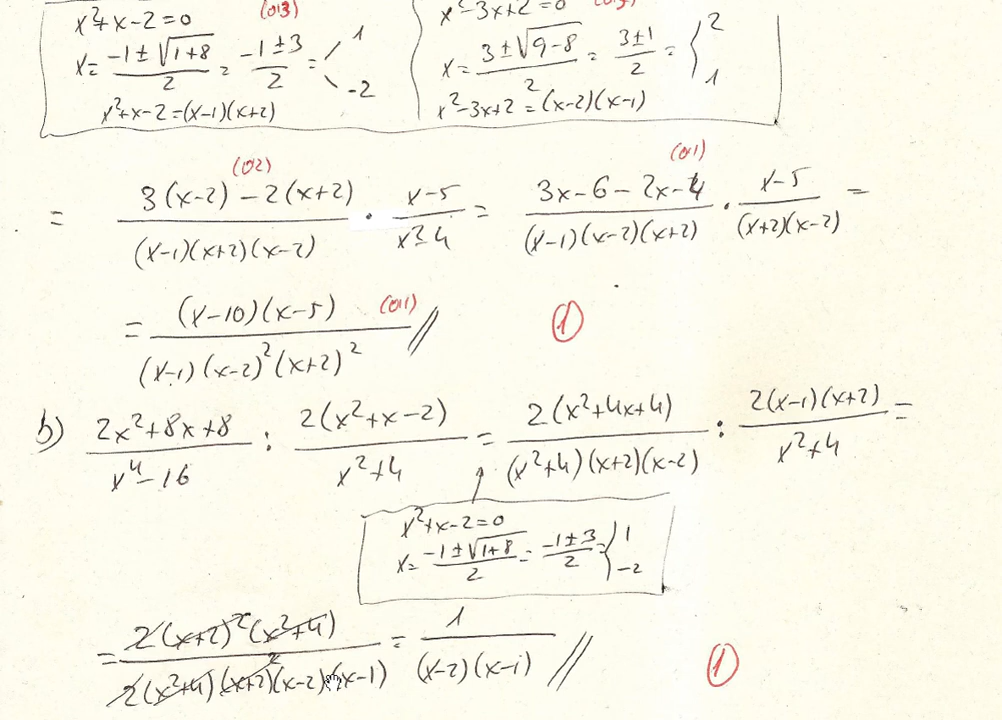 x²+x-2=0 (0'3)
x = (-1±√(1+8))/2 = (-1±3)/2 = 1
-2
x²+x-2=(x-1)(x+2)
x²-3x+2=0
x = (3±√(9-8))/2 = (3±1)/2 = { 2
1
x²-3x+2=(x-2)(x-1)
(0'2) (0'1)
= (3(x-2)-2(x+2))/((x-1)(x+2)(x-2)) · (x-5)/(x²-4) = (3x-6-2x-4)/((x-1)(x-2)(x+2)) · (x-5)/((x+2)(x-2)) =
= ((x-10)(x-5))/((x-1)(x-2)²(x+2)²) (0'1) // 1
b) (2x²+8x+8)/(x⁴-16) : (2(x²+x-2))/(x²+4) = (2(x²+4x+4))/((x²+4)(x+2)(x-2)) : (2(x-1)(x+2))/(x²+4) =
x²+x-2=0
x = (-1±√(1+8))/2 = (-1±3)/2 = { 1
-2
= (2(x+2)²(x²+4))/(2(x²+4)(x+2)²(x-2)(x-1)) = 1/((x-2)(x-1)) // 1